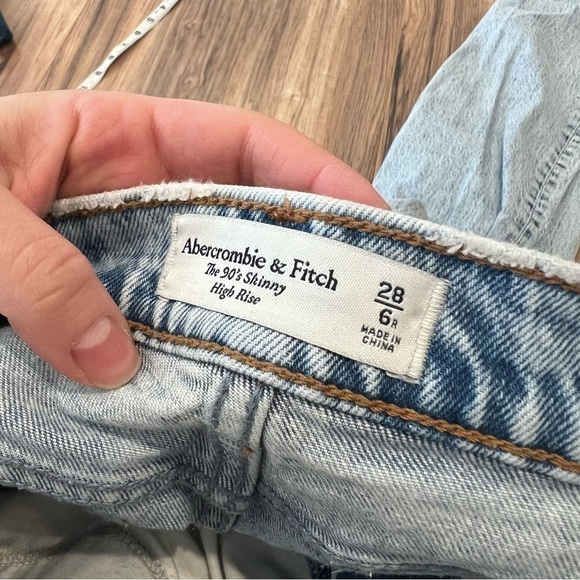 Abercrombie & Fitch
The 90's Skinny
High Rise
28
6R
MADE IN
CHINA